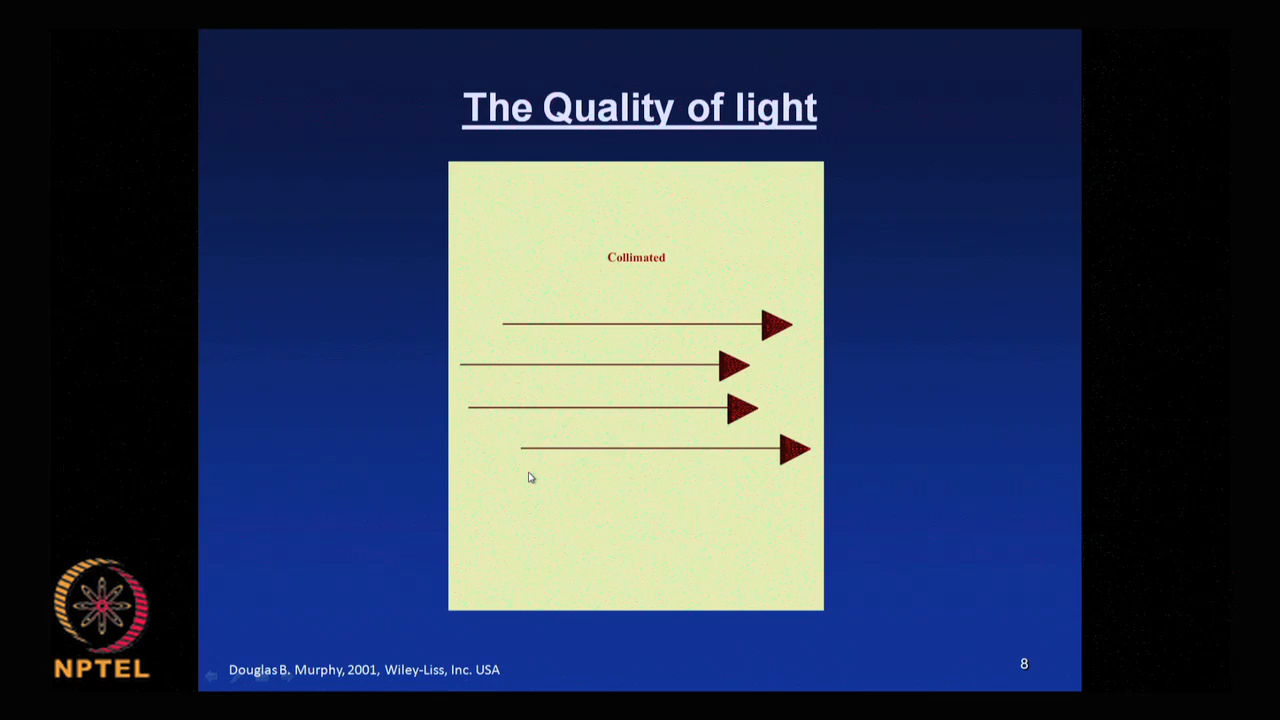 The Quality of light
Collimated
Douglas B. Murphy, 2001, Wiley-Liss, Inc. USA
8
NPTEL